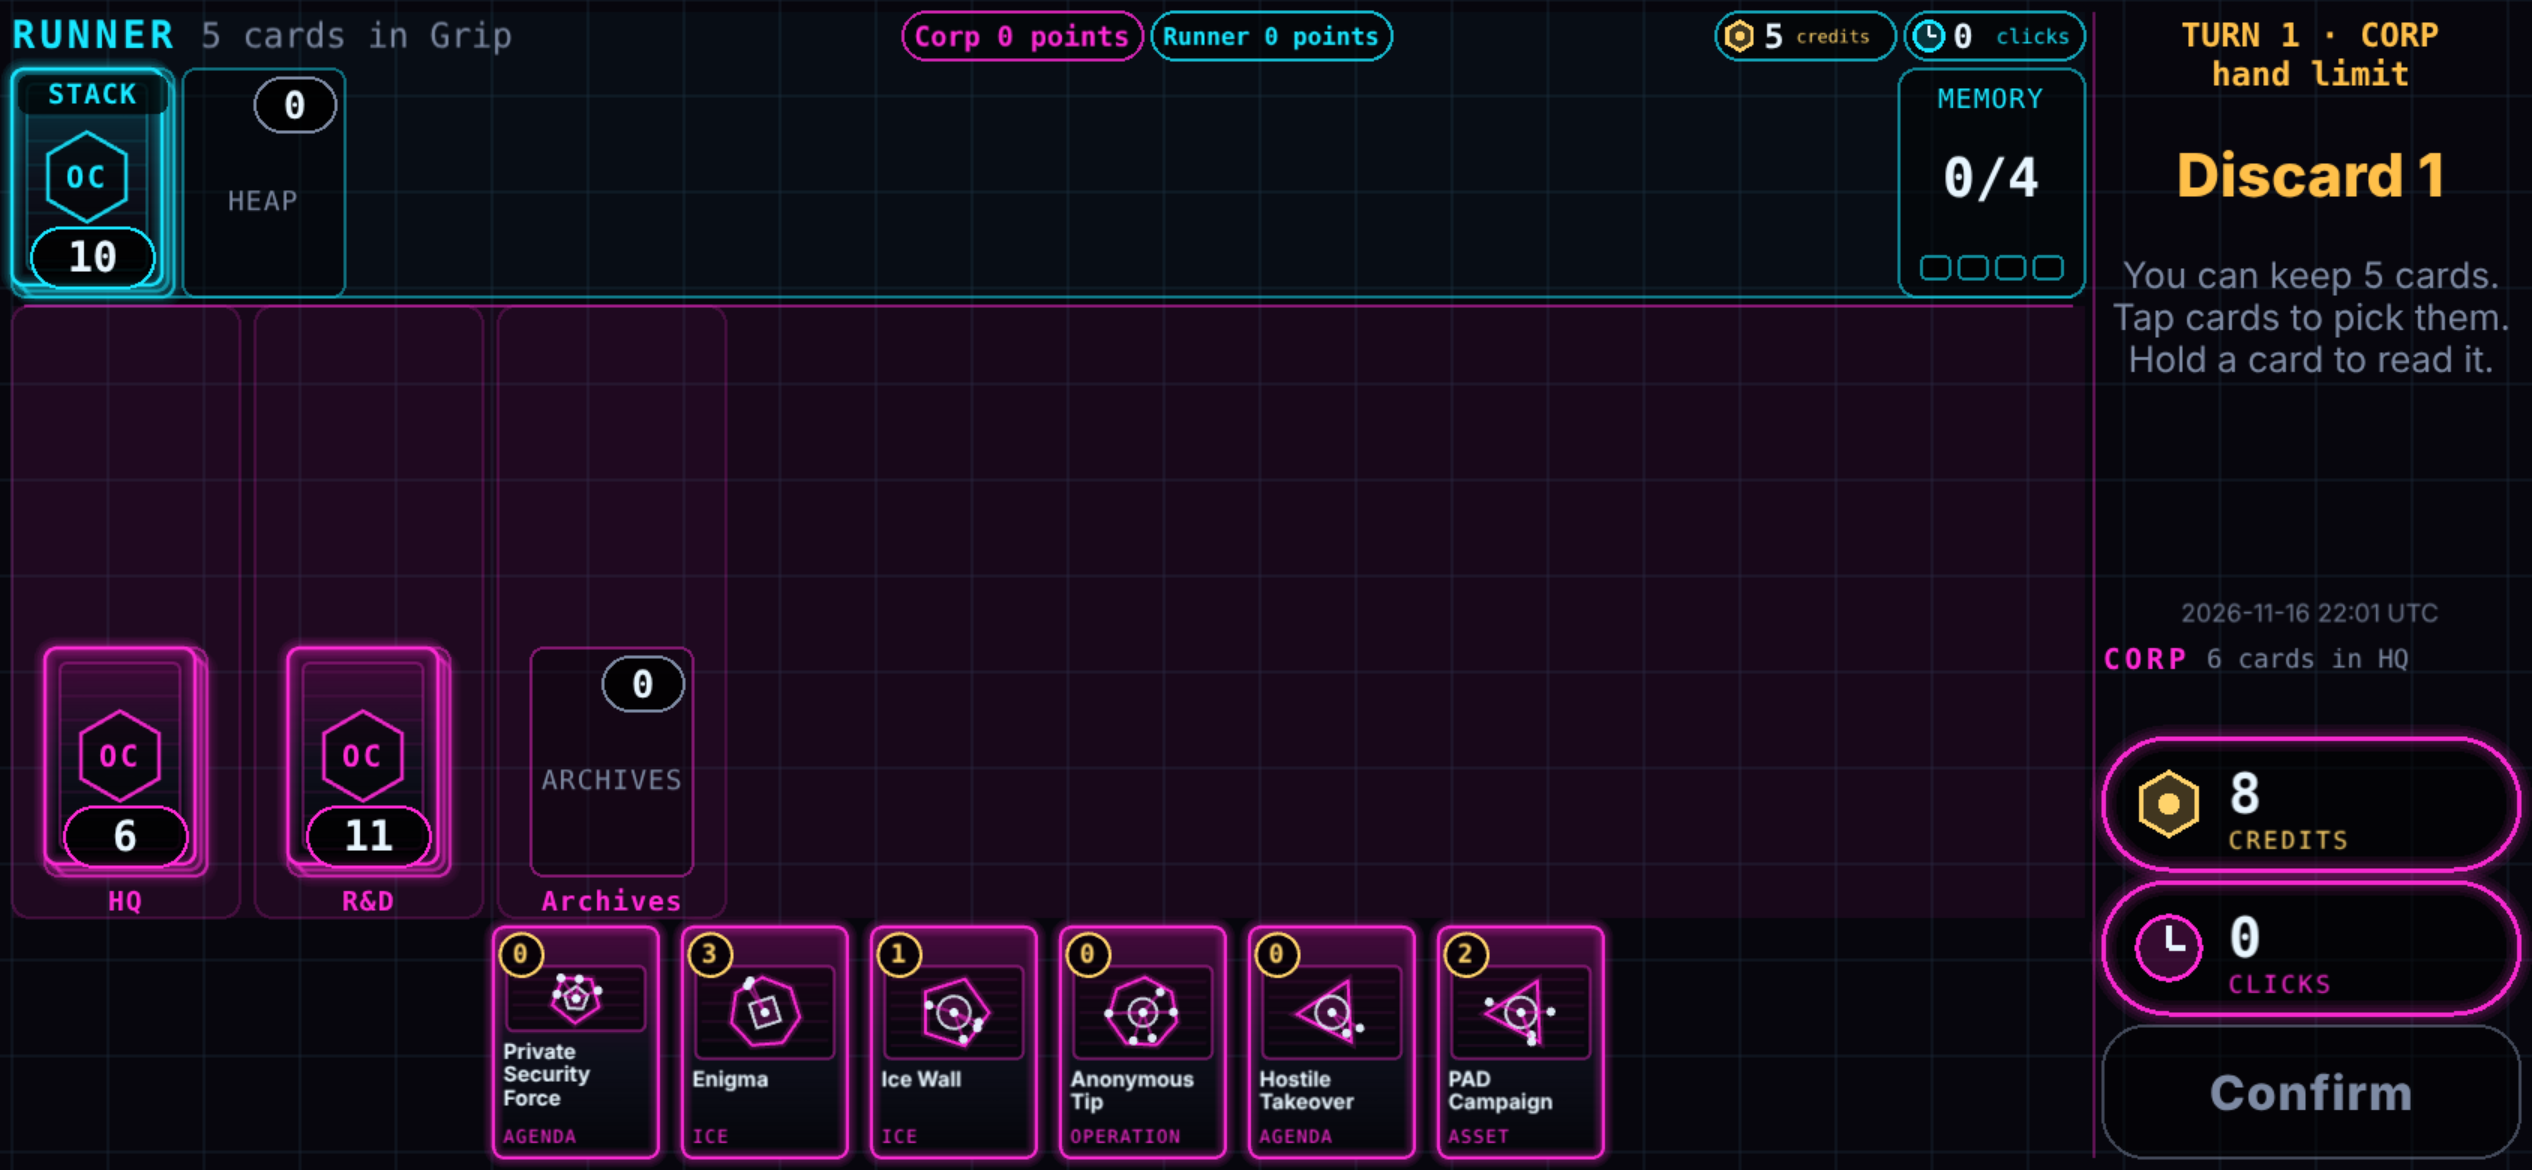 RUNNER 5 cards in Grip
Corp 0 points
Runner 0 points
5 credits
0 clicks
TURN 1 · CORP
hand limit
STACK
OC
10
0
HEAP
MEMORY
0/4
Discard 1
You can keep 5 cards.
Tap cards to pick them.
Hold a card to read it.
2026-11-16 22:01 UTC
CORP 6 cards in HQ
OC
6
HQ
OC
11
R&D
0
ARCHIVES
Archives
8
CREDITS
0
CLICKS
Confirm
0
Private
Security
Force
AGENDA
3
Enigma
ICE
1
Ice Wall
ICE
0
Anonymous
Tip
OPERATION
0
Hostile
Takeover
AGENDA
2
PAD
Campaign
ASSET